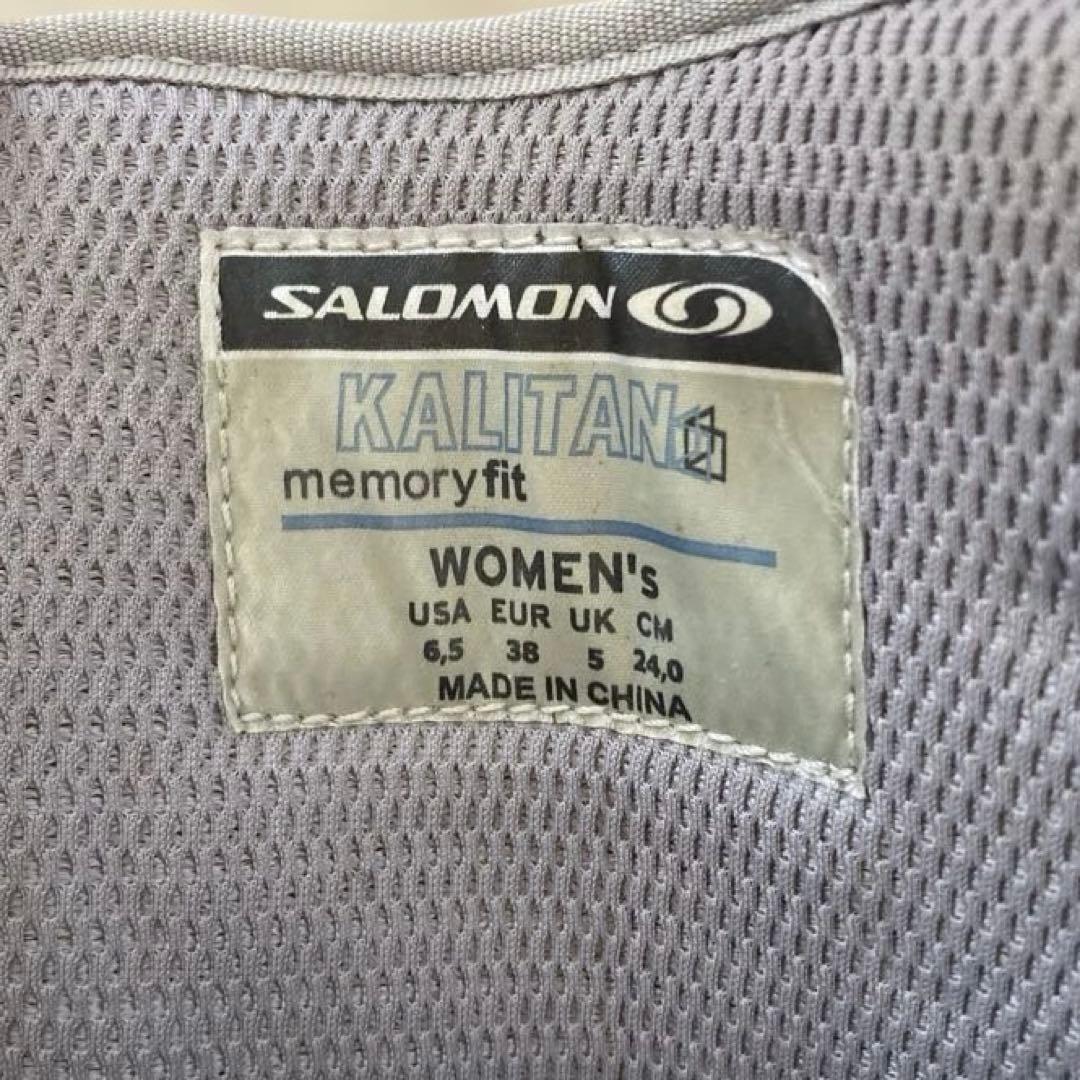 SALOMON
KALITAN
memoryfit
WOMEN's
USA EUR UK CM
6,5 38 5 24,0
MADE IN CHINA